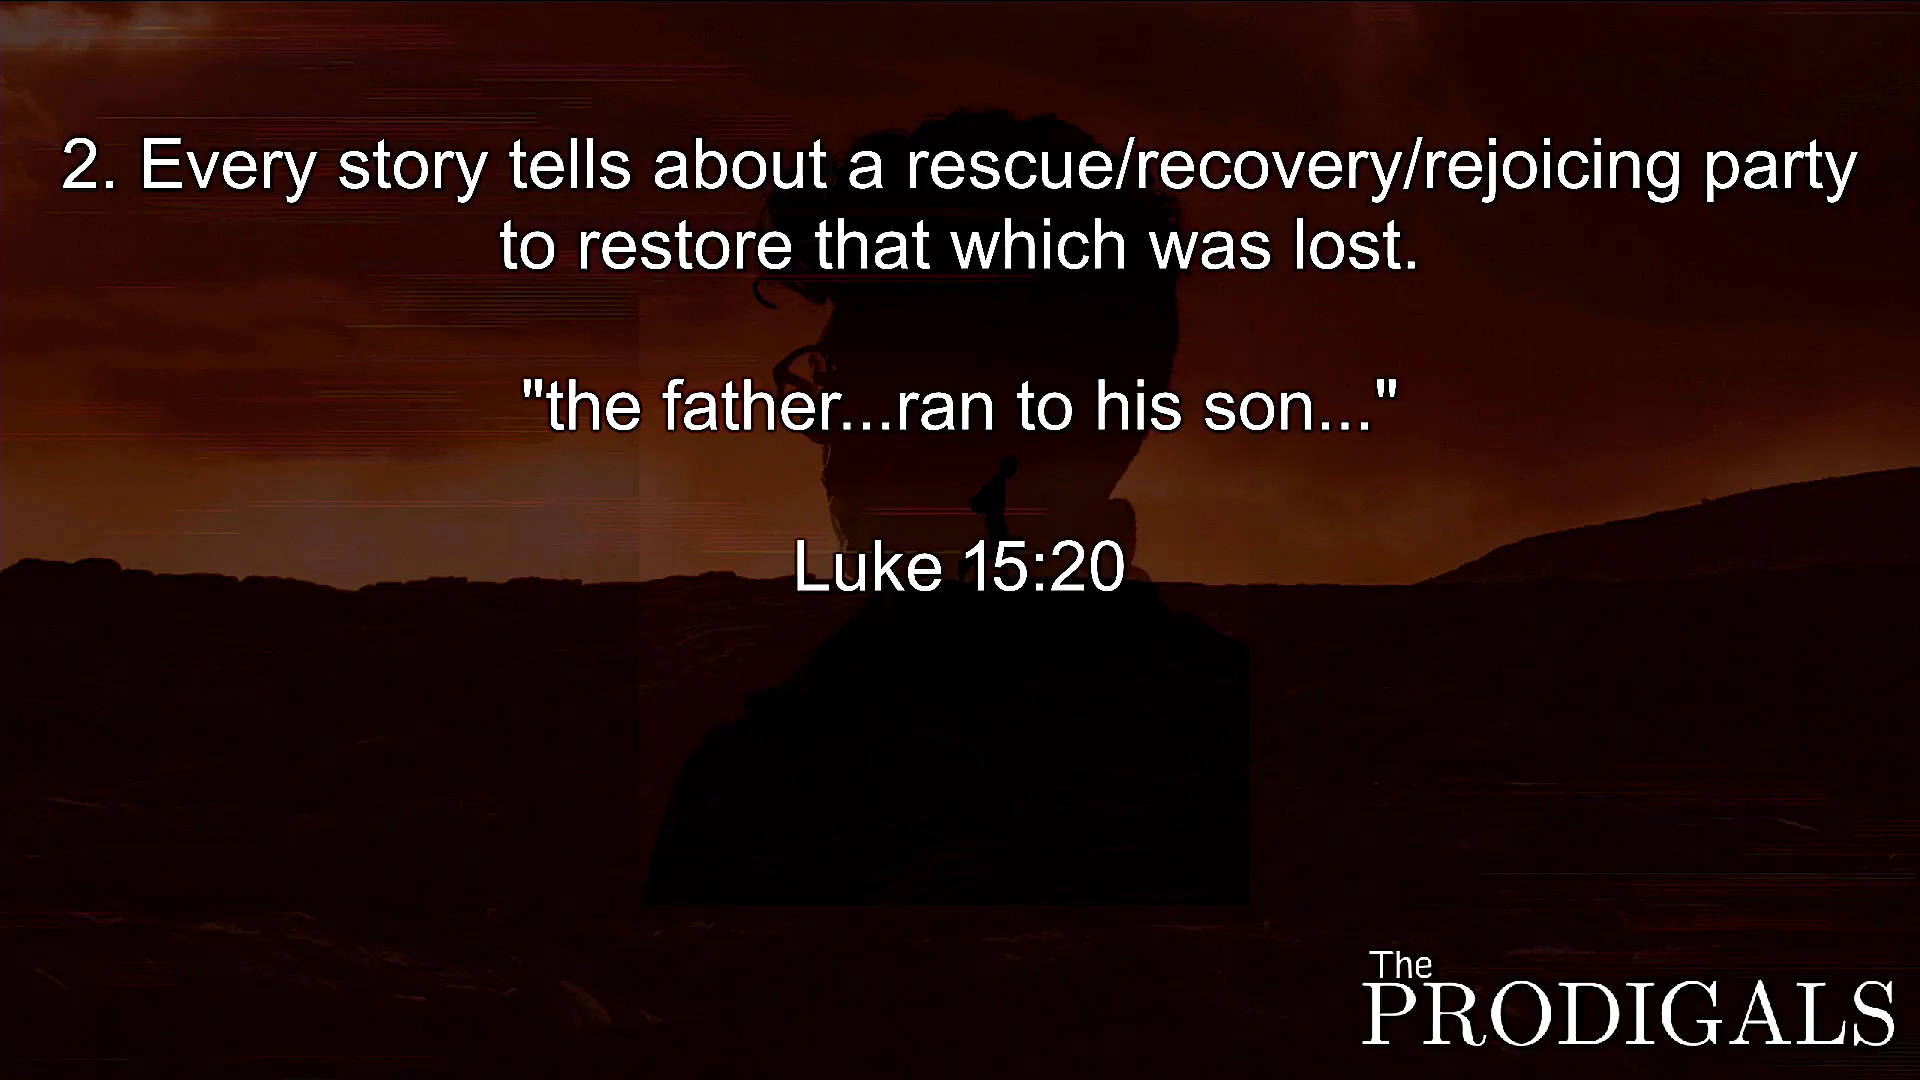 2. Every story tells about a rescue/recovery/rejoicing party
to restore that which was lost.
"the father...ran to his son..."
Luke 15:20
The
PRODIGALS